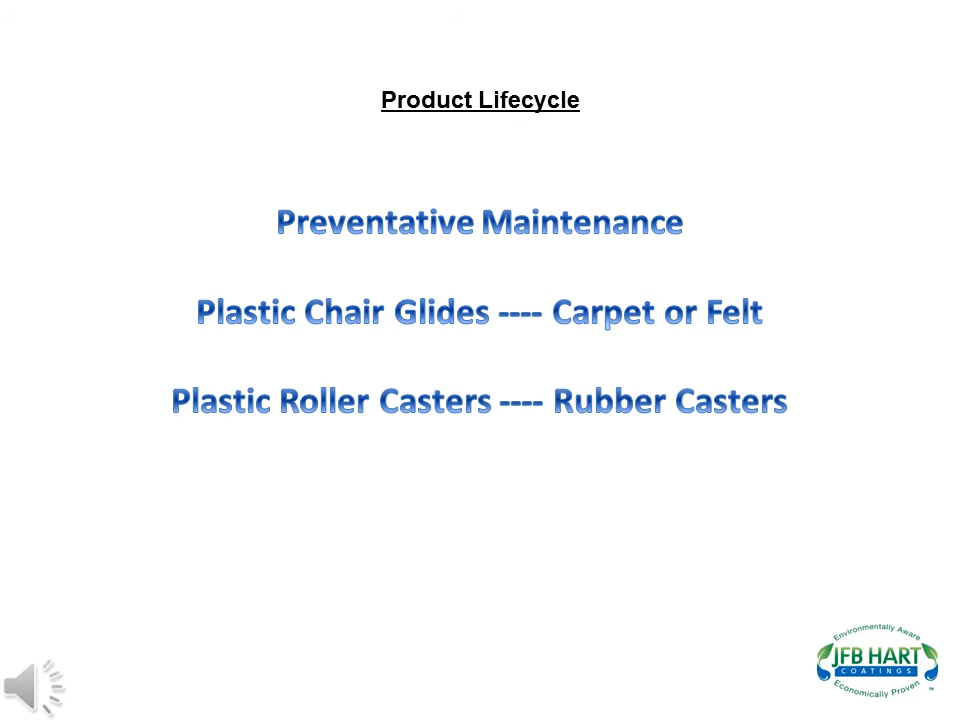 Product Lifecycle
Preventative Maintenance
Plastic Chair Glides ---- Carpet or Felt
Plastic Roller Casters ---- Rubber Casters
Environmentally Aware
JFB HART
COATINGS
Economically Proven
™